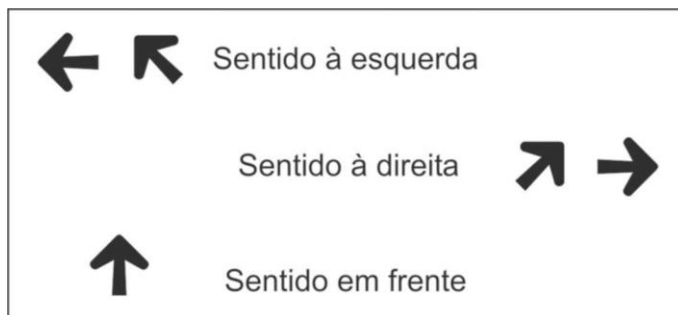 Sentido à esquerda
Sentido à direita
Sentido em frente